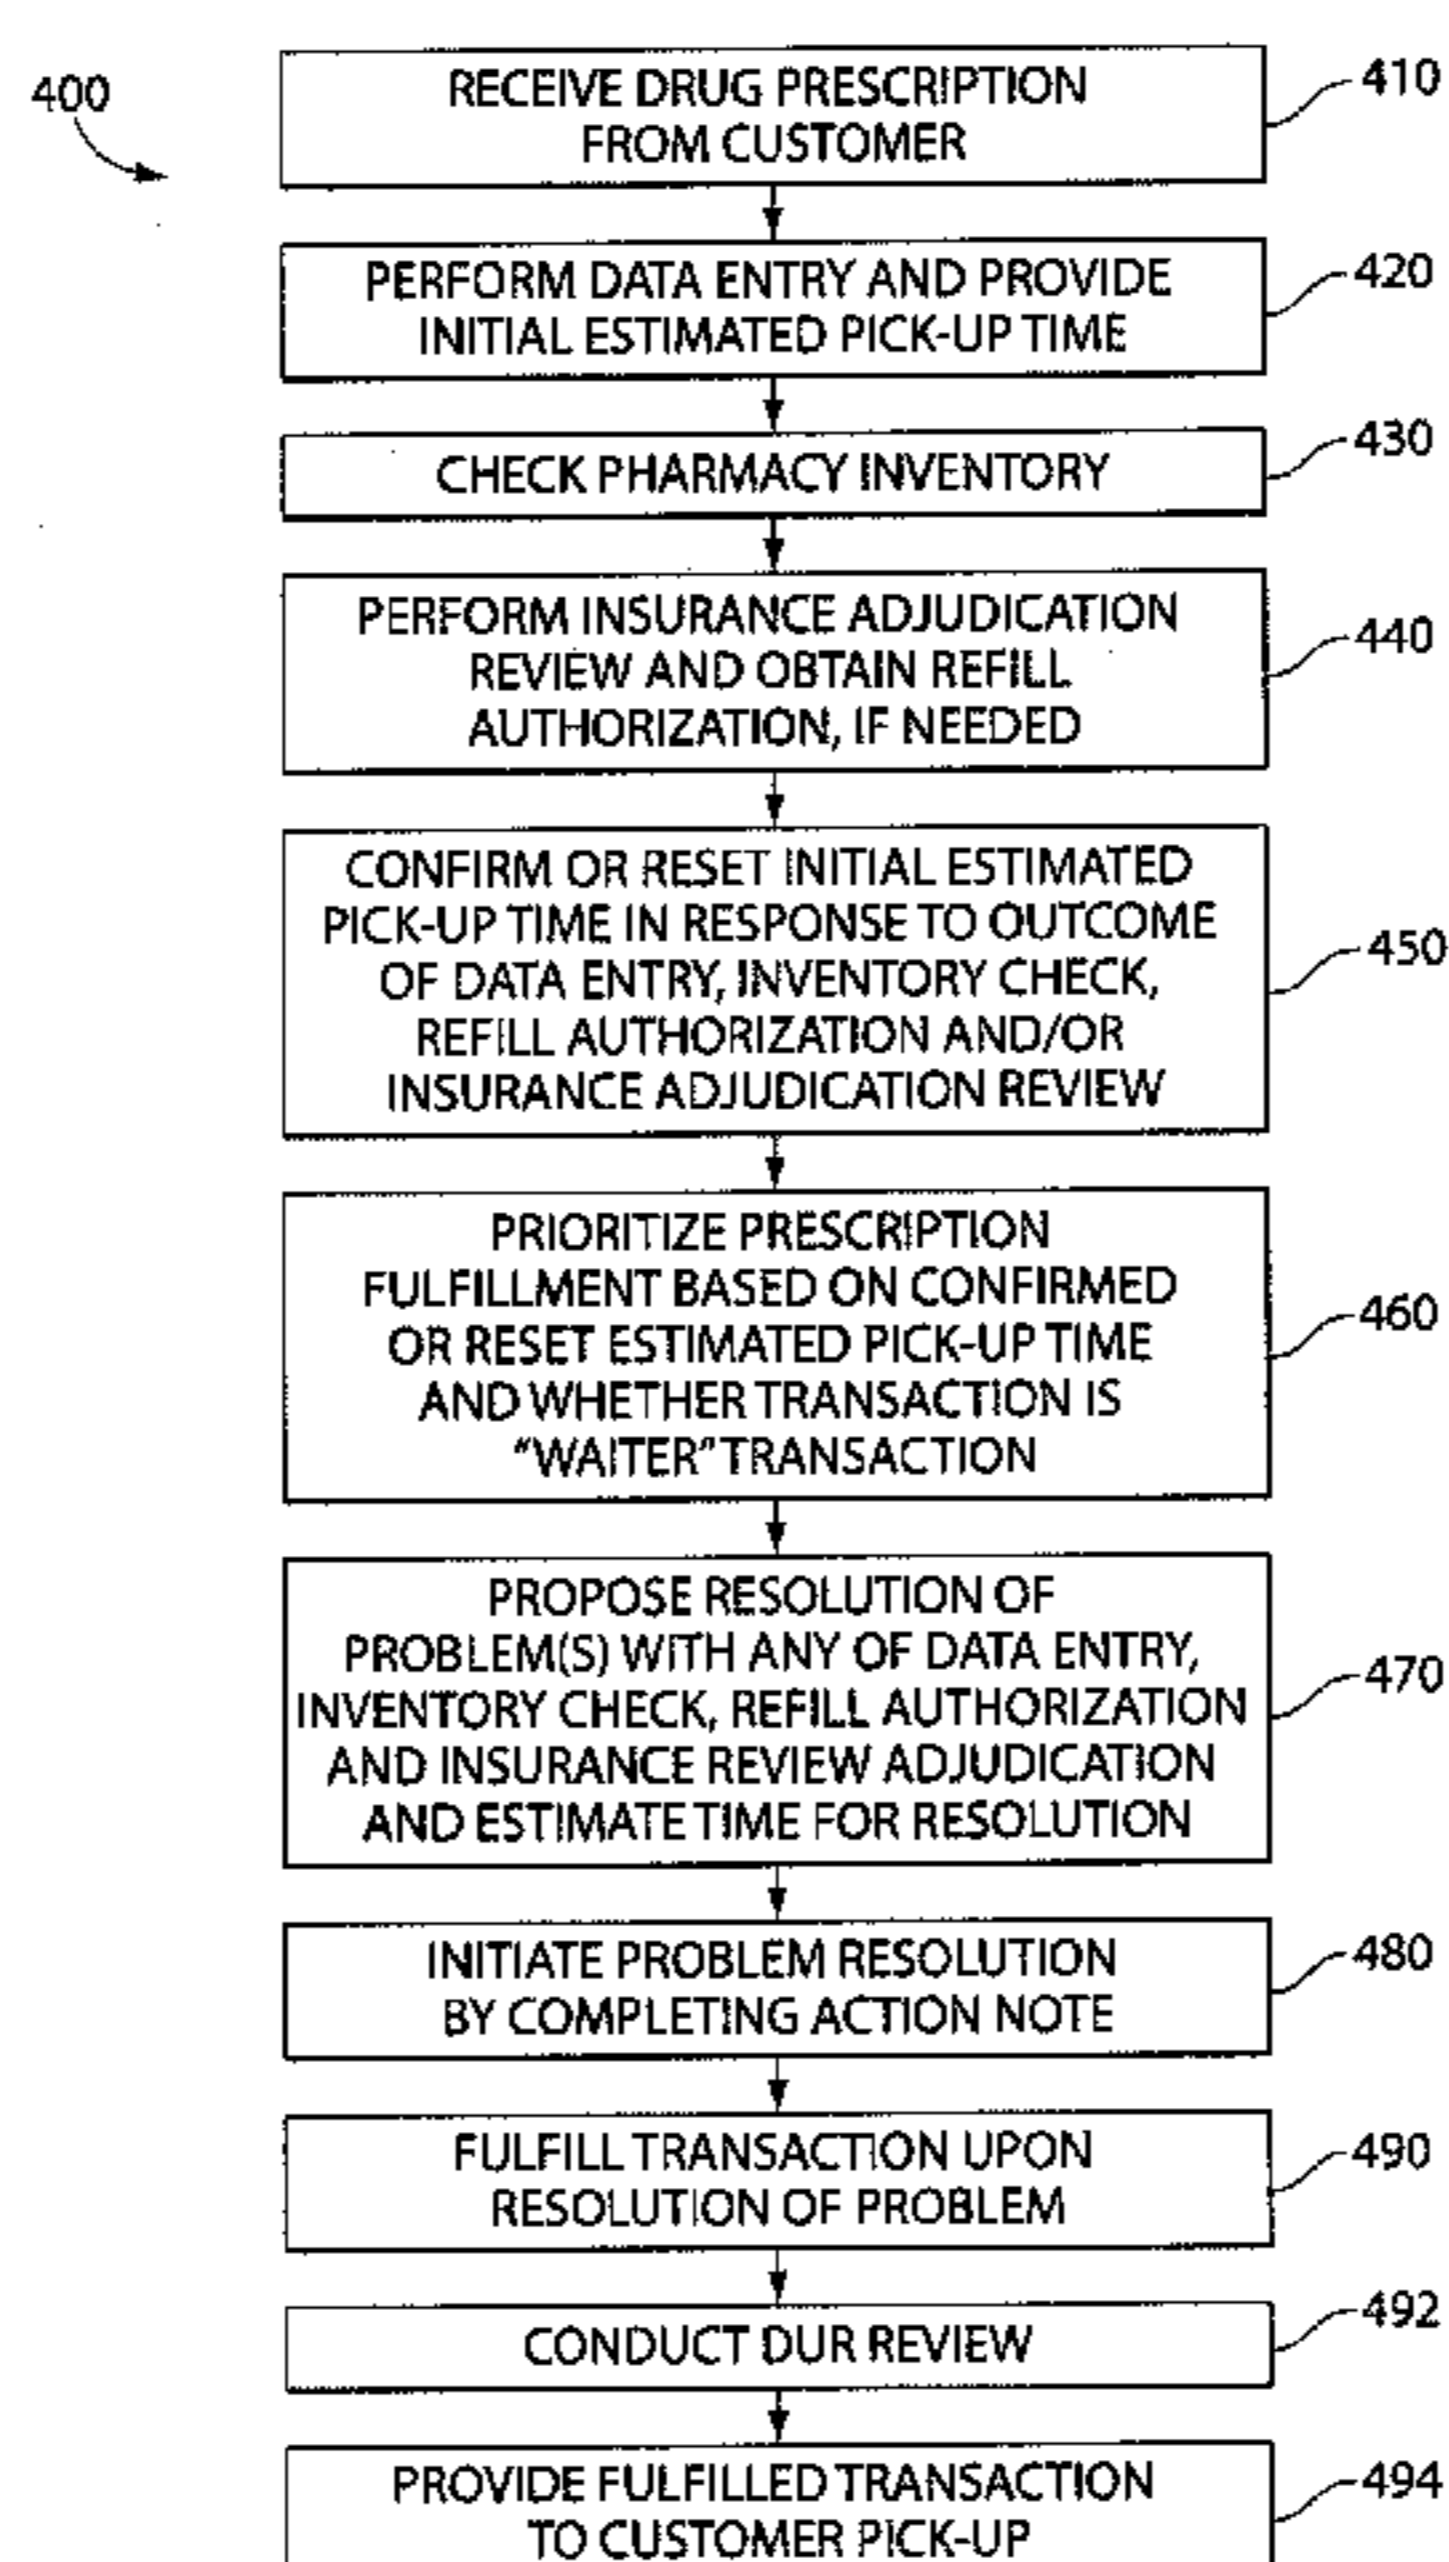 400
RECEIVE DRUG PRESCRIPTION
FROM CUSTOMER
410
PERFORM DATA ENTRY AND PROVIDE
INITIAL ESTIMATED PICK-UP TIME
420
CHECK PHARMACY INVENTORY
430
PERFORM INSURANCE ADJUDICATION
REVIEW AND OBTAIN REFILL
AUTHORIZATION, IF NEEDED
440
CONFIRM OR RESET INITIAL ESTIMATED
PICK-UP TIME IN RESPONSE TO OUTCOME
OF DATA ENTRY, INVENTORY CHECK,
REFILL AUTHORIZATION AND/OR
INSURANCE ADJUDICATION REVIEW
450
PRIORITIZE PRESCRIPTION
FULFILLMENT BASED ON CONFIRMED
OR RESET ESTIMATED PICK-UP TIME
AND WHETHER TRANSACTION IS
“WAITER” TRANSACTION
460
PROPOSE RESOLUTION OF
PROBLEM(S) WITH ANY OF DATA ENTRY,
INVENTORY CHECK, REFILL AUTHORIZATION
AND INSURANCE REVIEW ADJUDICATION
AND ESTIMATE TIME FOR RESOLUTION
470
INITIATE PROBLEM RESOLUTION
BY COMPLETING ACTION NOTE
480
FULFILL TRANSACTION UPON
RESOLUTION OF PROBLEM
490
CONDUCT DUR REVIEW
492
PROVIDE FULFILLED TRANSACTION
TO CUSTOMER PICK-UP
494